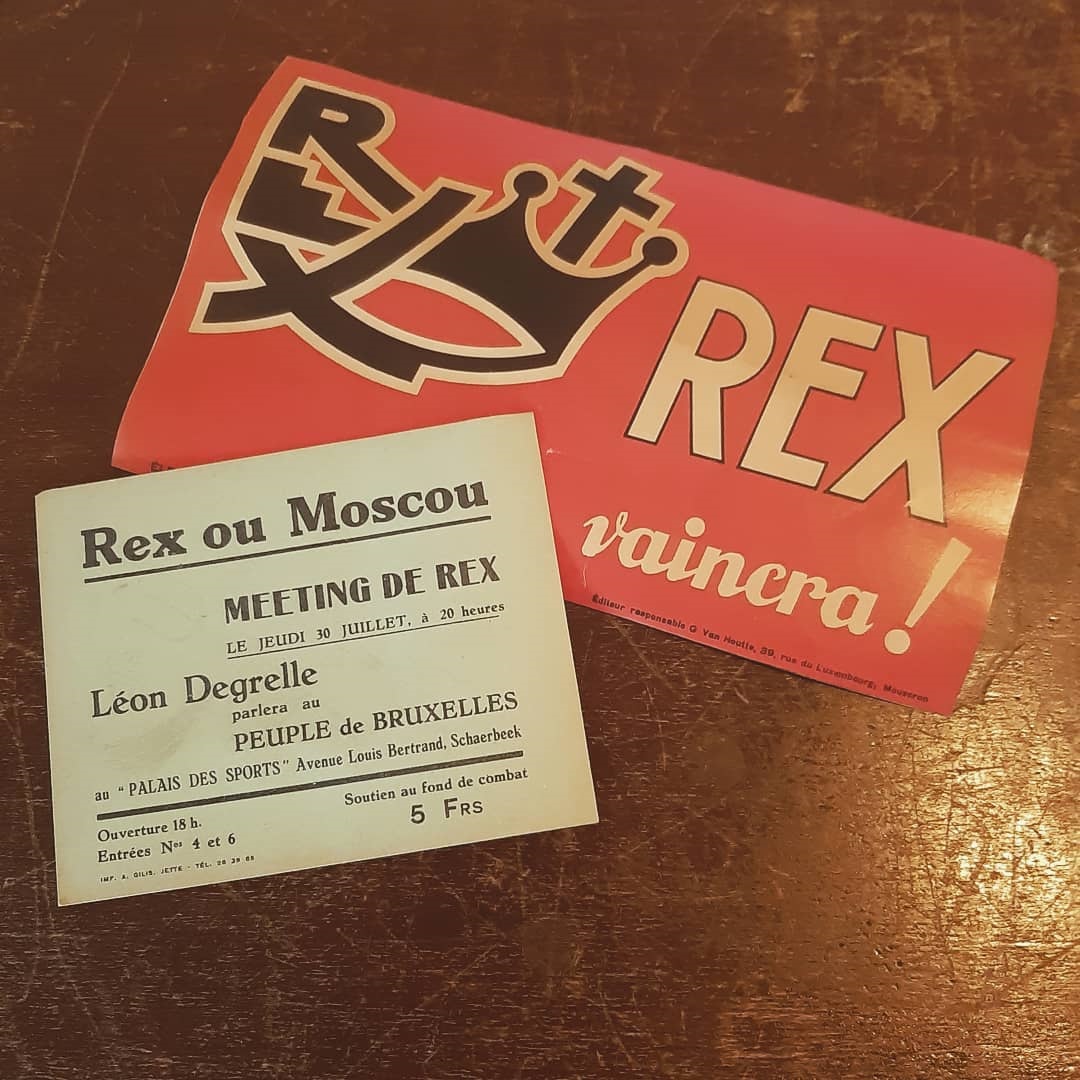 REX
REX
vaincra !
Éditeur responsable G Van Houtte, 39, rue du Luxembourg; Mouscron
Rex ou Moscou
MEETING DE REX
LE JEUDI 30 JUILLET, à 20 heures
Léon Degrelle
parlera au
PEUPLE de BRUXELLES
au "PALAIS DES SPORTS" Avenue Louis Bertrand, Schaerbeek
Soutien au fond de combat
5 FRS
Ouverture 18 h.
Entrées Nos 4 et 6
IMP. A. GILIS, JETTE - TÉL. 26 39 65